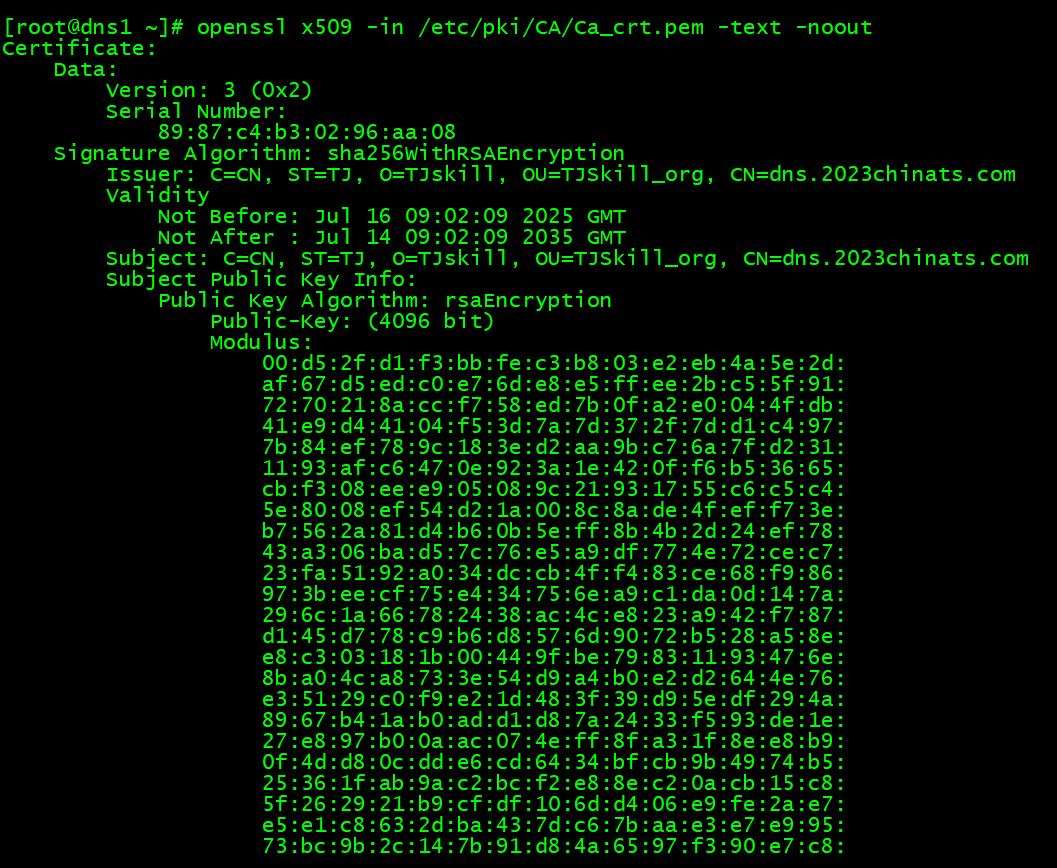 [root@dns1 ~]# openssl x509 -in /etc/pki/CA/Ca_crt.pem -text -noout
Certificate:
    Data:
        Version: 3 (0x2)
        Serial Number:
            89:87:c4:b3:02:96:aa:08
    Signature Algorithm: sha256WithRSAEncryption
        Issuer: C=CN, ST=TJ, O=TJskill, OU=TJSkill_org, CN=dns.2023chinats.com
        Validity
            Not Before: Jul 16 09:02:09 2025 GMT
            Not After : Jul 14 09:02:09 2035 GMT
        Subject: C=CN, ST=TJ, O=TJskill, OU=TJSkill_org, CN=dns.2023chinats.com
        Subject Public Key Info:
            Public Key Algorithm: rsaEncryption
                Public-Key: (4096 bit)
                Modulus:
                    00:d5:2f:d1:f3:bb:fe:c3:b8:03:e2:eb:4a:5e:2d:
                    af:67:d5:ed:c0:e7:6d:e8:e5:ff:ee:2b:c5:5f:91:
                    72:70:21:8a:cc:f7:58:ed:7b:0f:a2:e0:04:4f:db:
                    41:e9:d4:41:04:f5:3d:7a:7d:37:2f:7d:d1:c4:97:
                    7b:84:ef:78:9c:18:3e:d2:aa:9b:c7:6a:7f:d2:31:
                    11:93:af:c6:47:0e:92:3a:1e:42:0f:f6:b5:36:65:
                    cb:f3:08:ee:e9:05:08:9c:21:93:17:55:c6:c5:c4:
                    5e:80:08:ef:54:d2:1a:00:8c:8a:de:4f:ef:f7:3e:
                    b7:56:2a:81:d4:b6:0b:5e:ff:8b:4b:2d:24:ef:78:
                    43:a3:06:ba:d5:7c:76:e5:a9:df:77:4e:72:ce:c7:
                    23:fa:51:92:a0:34:dc:cb:4f:f4:83:ce:68:f9:86:
                    97:3b:ee:cf:75:e4:34:75:6e:a9:c1:da:0d:14:7a:
                    29:6c:1a:66:78:24:38:ac:4c:e8:23:a9:42:f7:87:
                    d1:45:d7:78:c9:b6:d8:57:6d:90:72:b5:28:a5:8e:
                    e8:c3:03:18:1b:00:44:9f:be:79:83:11:93:47:6e:
                    8b:a0:4c:a8:73:3e:54:d9:a4:b0:e2:d2:64:4e:76:
                    e3:51:29:c0:f9:e2:1d:48:3f:39:d9:5e:df:29:4a:
                    89:67:b4:1a:b0:ad:d1:d8:7a:24:33:f5:93:de:1e:
                    27:e8:97:b0:0a:ac:07:4e:ff:8f:a3:1f:8e:e8:b9:
                    0f:4d:d8:0c:dd:e6:cd:64:34:bf:cb:9b:49:74:b5:
                    25:36:1f:ab:9a:c2:bc:f2:e8:8e:c2:0a:cb:15:c8:
                    5f:26:29:21:b9:cf:df:10:6d:d4:06:e9:fe:2a:e7:
                    e5:e1:c8:63:2d:ba:43:7d:c6:7b:aa:e3:e7:e9:95:
                    73:bc:9b:2c:14:7b:91:d8:4a:65:97:f3:90:e7:c8: